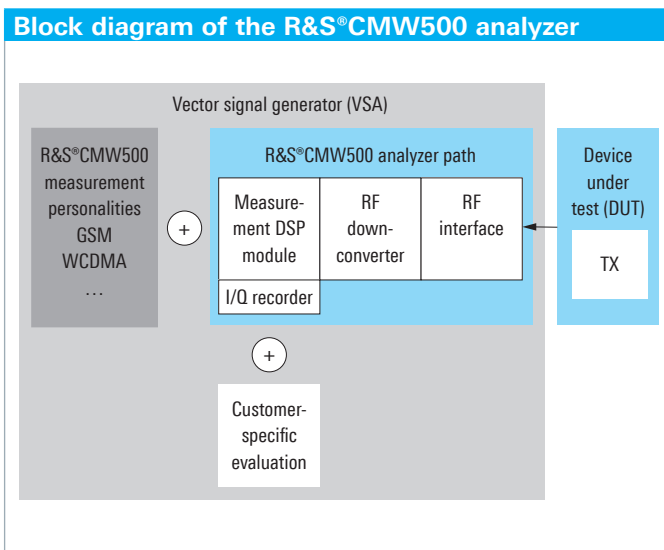 Block diagram of the R&S®CMW500 analyzer
Vector signal generator (VSA)
R&S®CMW500
measurement
personalities
GSM
WCDMA
…
+
R&S®CMW500 analyzer path
Measure-
ment DSP
module
I/Q recorder
RF
down-
converter
RF
interface
+
Customer-
specific
evaluation
Device
under
test (DUT)
TX